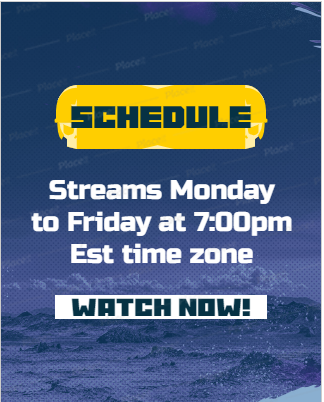 SCHEDULE
Streams Monday
to Friday at 7:00pm
Est time zone
WATCH NOW!